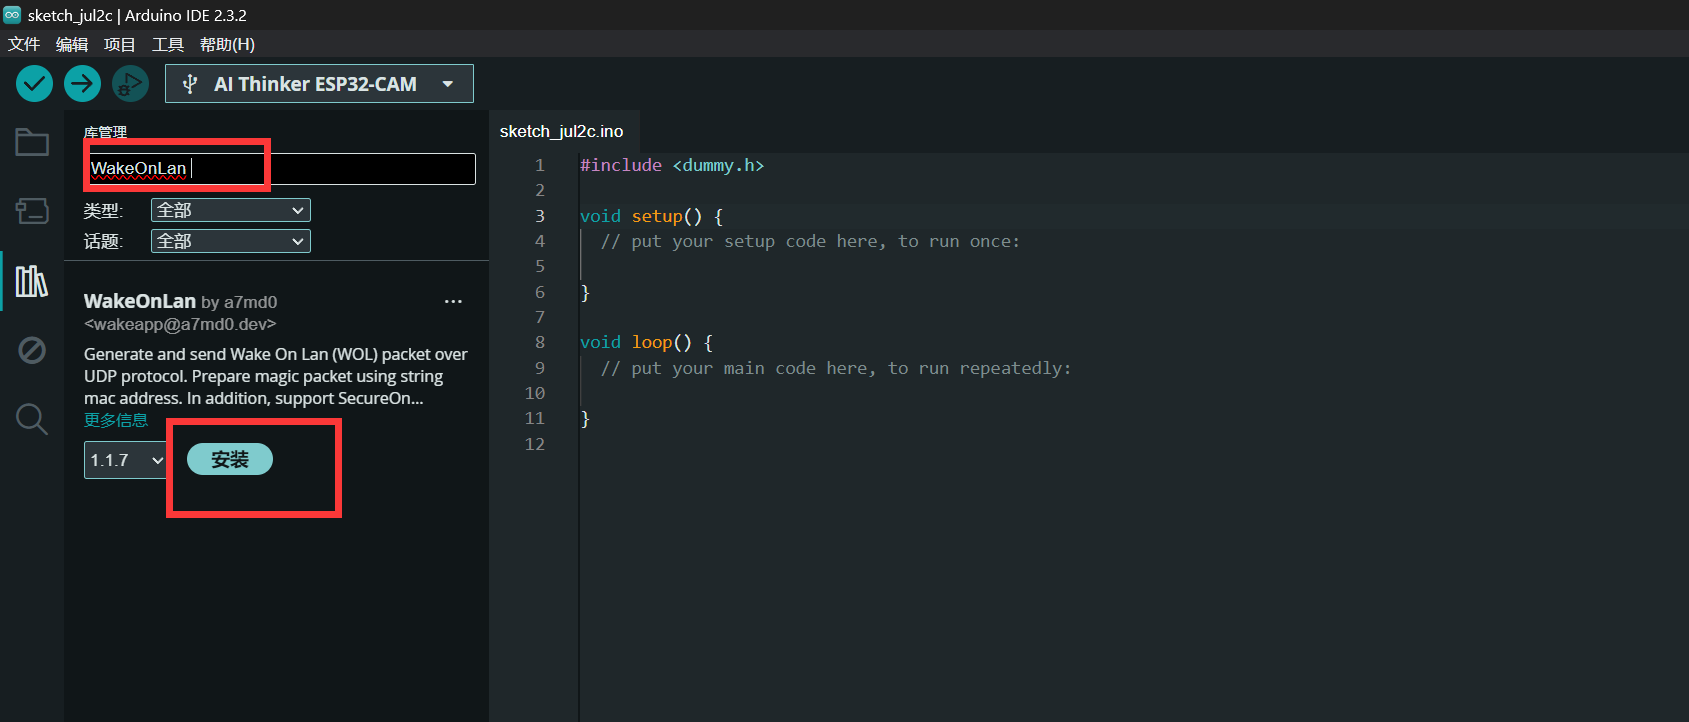 sketch_jul2c | Arduino IDE 2.3.2
文件 编辑 项目 工具 帮助(H)
AI Thinker ESP32-CAM
库管理
WakeOnLan
类型: 全部
话题: 全部
WakeOnLan by a7md0
<wakeapp@a7md0.dev>
Generate and send Wake On Lan (WOL) packet over
UDP protocol. Prepare magic packet using string
mac address. In addition, support SecureOn...
更多信息
1.1.7 安装
sketch_jul2c.ino
1 #include <dummy.h>
2
3 void setup() {
4 // put your setup code here, to run once:
5
6 }
7
8 void loop() {
9 // put your main code here, to run repeatedly:
10
11 }
12